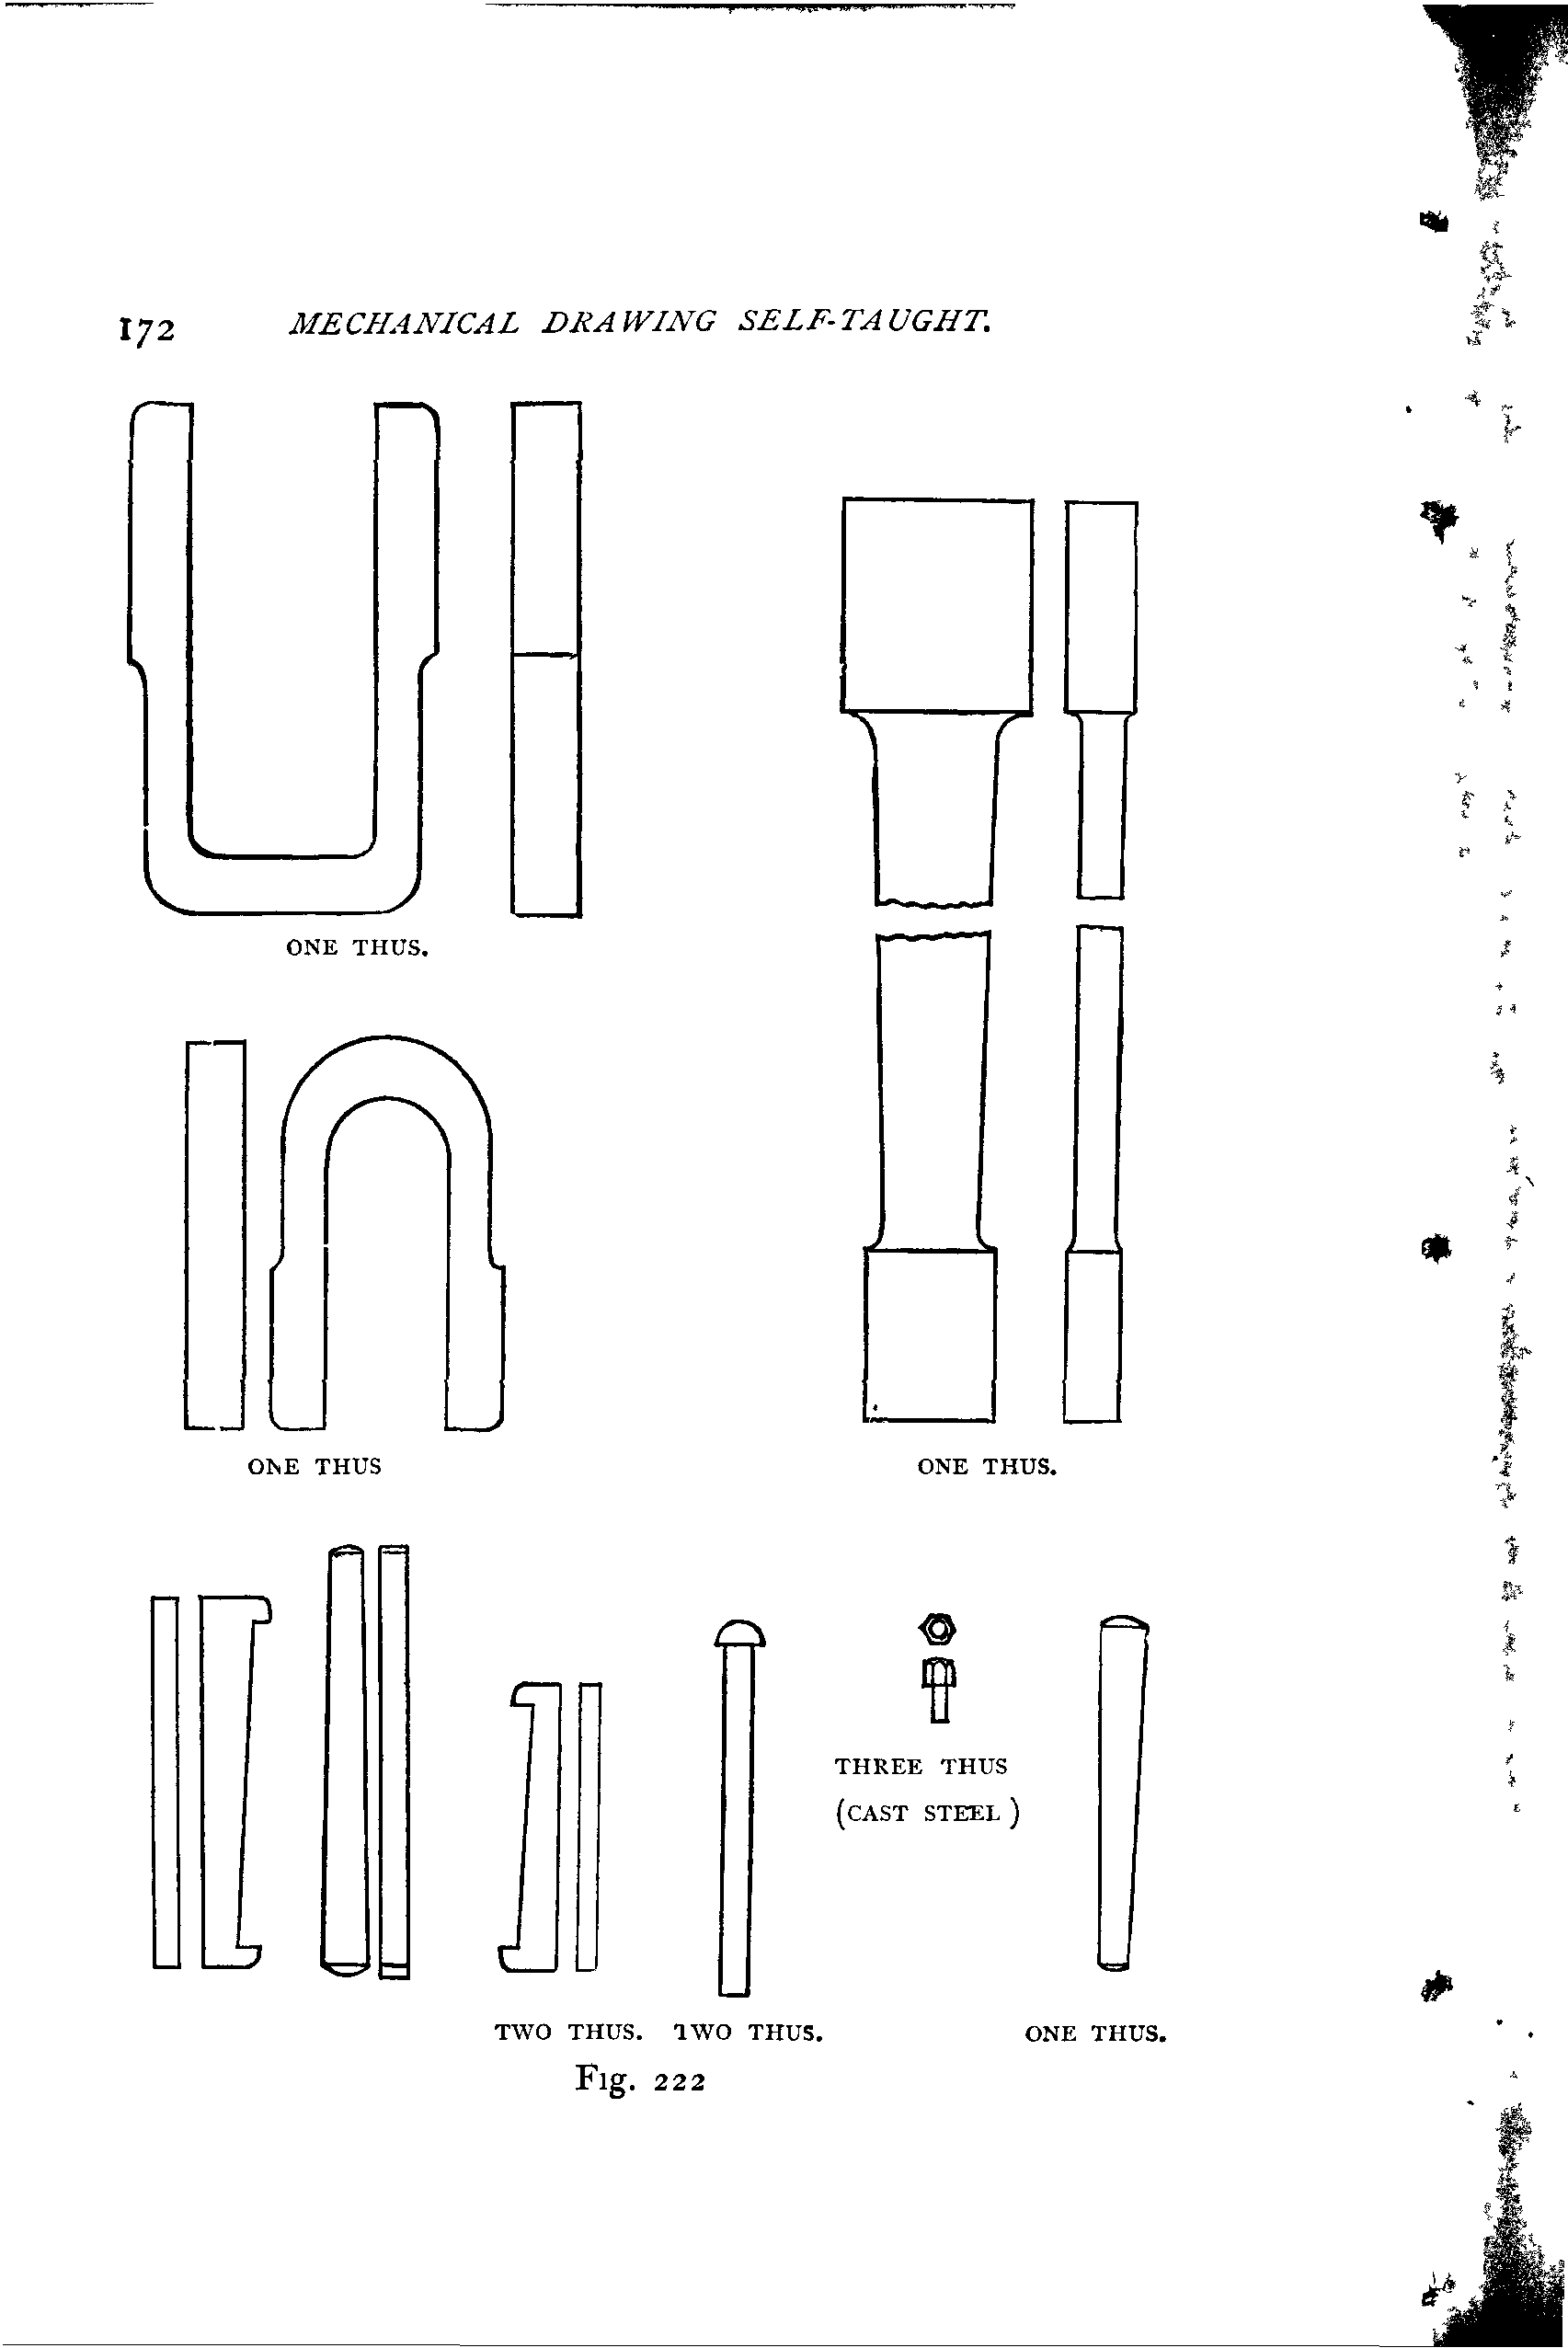 172 MECHANICAL DRAWING SELF-TAUGHT.
ONE THUS.
ONE THUS
ONE THUS.
THREE THUS
(CAST STEEL)
TWO THUS. TWO THUS. ONE THUS.
Fig. 222